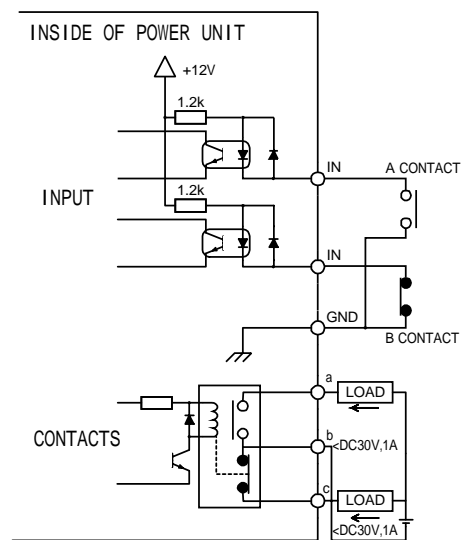 INSIDE OF POWER UNIT
+12V
1.2k
IN
A CONTACT
INPUT
1.2k
IN
GND
B CONTACT
a
LOAD
CONTACTS
b
<DC30V,1A
c
LOAD
<DC30V,1A